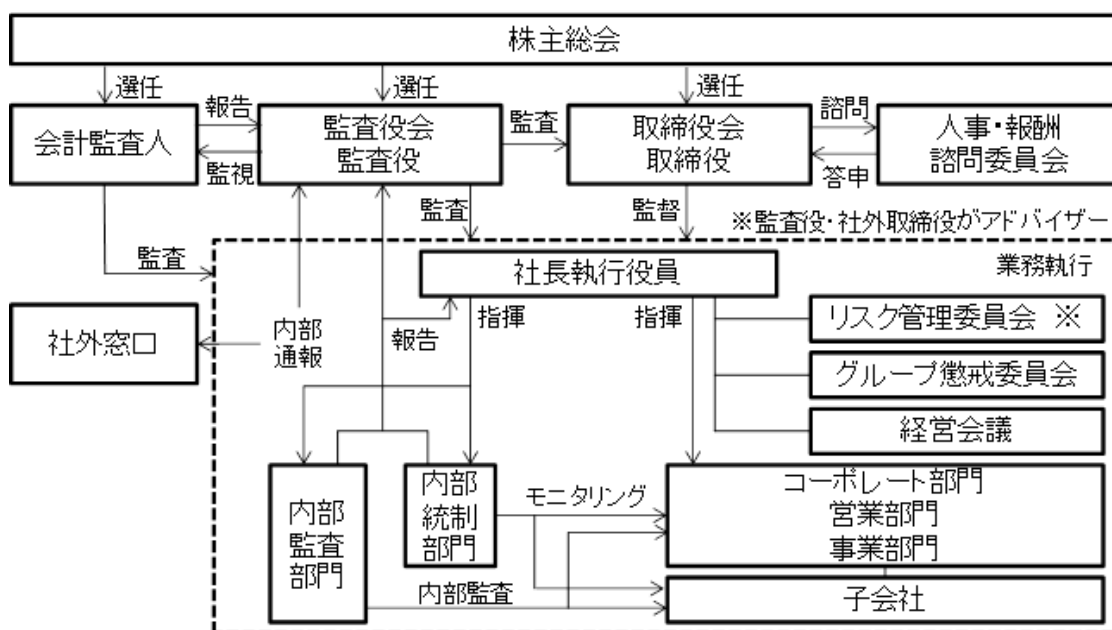 株主総会
選任
選任
選任
会計監査人
報告
監視
監査役会
監査役
監査
取締役会
取締役
諮問
答申
人事・報酬
諮問委員会
監査
監督
※監査役・社外取締役がアドバイザー
監査
社長執行役員
業務執行
社外窓口
内部
通報
報告
指揮
指揮
リスク管理委員会 ※
グループ懲戒委員会
経営会議
内部
監査
部門
内部
統制
部門
モニタリング
コーポレート部門
営業部門
事業部門
内部監査
子会社